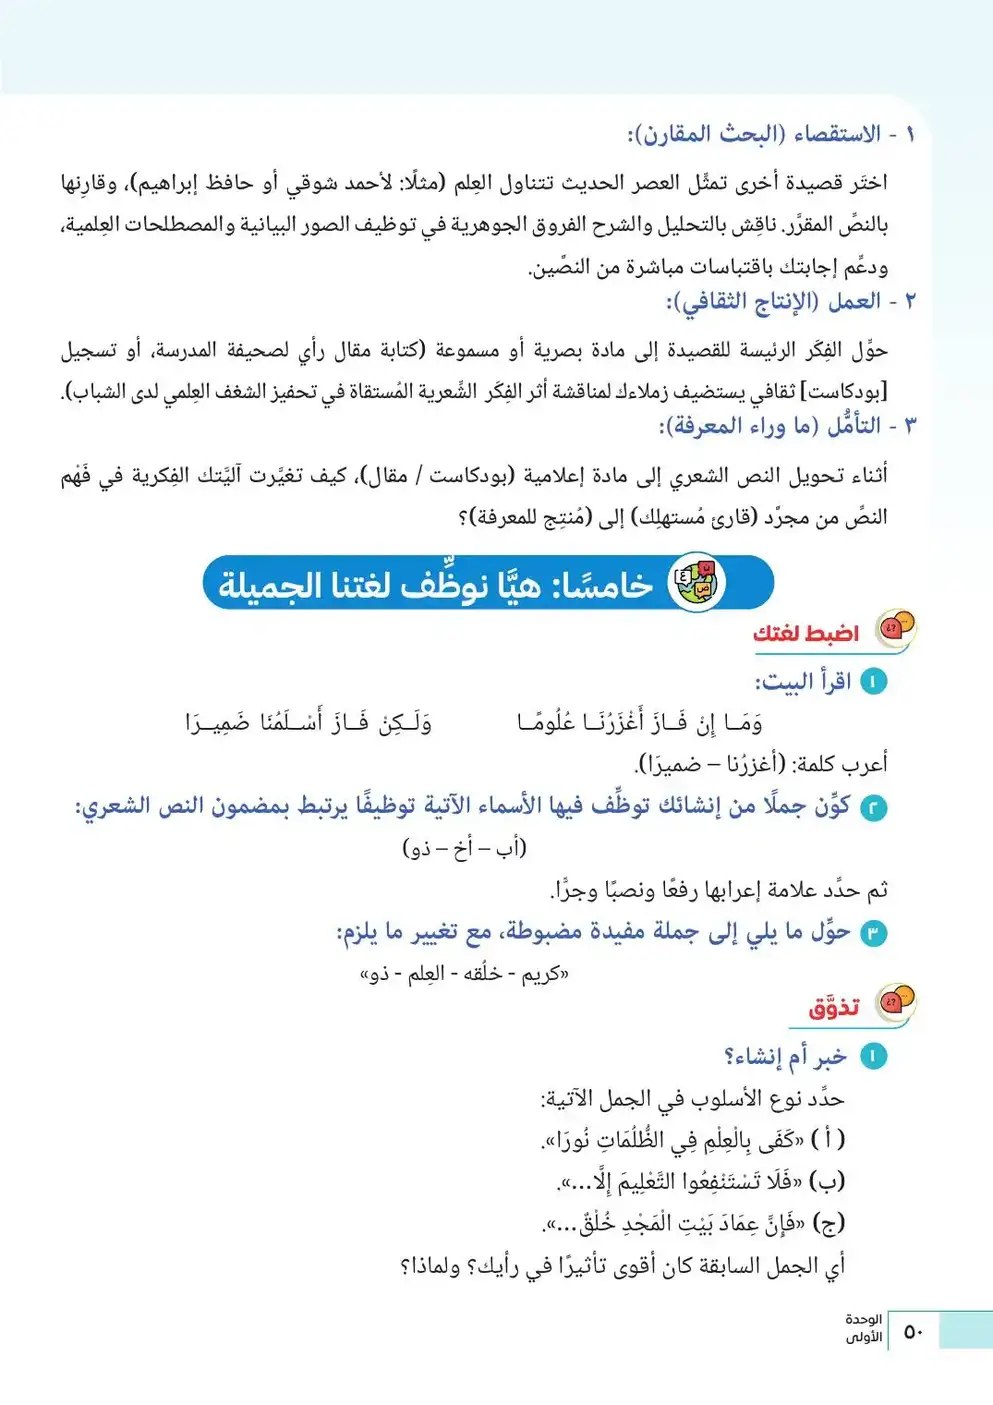 ١ - الاستقصاء (البحث المقارن):
اختَر قصيدة أخرى تمثِّل العصر الحديث تتناول العِلم (مثلًا: لأحمد شوقي أو حافظ إبراهيم)، وقارِنها
بالنصِّ المقرَّر. ناقِش بالتحليل والشرح الفروق الجوهرية في توظيف الصور البيانية والمصطلحات العِلمية،
ودعِّم إجابتك باقتباسات مباشرة من النصَّين.
٢ - العمل (الإنتاج الثقافي):
حوِّل الفِكَر الرئيسة للقصيدة إلى مادة بصرية أو مسموعة (كتابة مقال رأي لصحيفة المدرسة، أو تسجيل
[بودكاست] ثقافي يستضيف زملاءك لمناقشة أثر الفِكَر الشِّعرية المُستقاة في تحفيز الشغف العِلمي لدى الشباب).
٣ - التأمُّل (ما وراء المعرفة):
أثناء تحويل النص الشعري إلى مادة إعلامية (بودكاست / مقال)، كيف تغيَّرت آليَّتك الفِكرية في فَهْم
النصِّ من مجرَّد (قارئ مُستهلِك) إلى (مُنتِج للمعرفة)؟
خامسًا: هيَّا نوظِّف لغتنا الجميلة
اضبط لغتك
١ اقرأ البيت:
وَمَــا إِنْ فَــازَ أَغْزَرُنَــا عُلُومًــا وَلَــكِنْ فَــازَ أَسْــلَمُنَا ضَمِيــرَا
أعرب كلمة: (أغزرُنا – ضميرَا).
٢ كوِّن جملًا من إنشائك توظِّف فيها الأسماء الآتية توظيفًا يرتبط بمضمون النص الشعري:
(أب – أخ – ذو)
ثم حدِّد علامة إعرابها رفعًا ونصبًا وجرًّا.
٣ حوِّل ما يلي إلى جملة مفيدة مضبوطة، مع تغيير ما يلزم:
«كريم - خلُقه - العِلم - ذو»
تذوَّق
١ خبر أم إنشاء؟
حدِّد نوع الأسلوب في الجمل الآتية:
( أ ) «كَفَى بِالْعِلْمِ فِي الظُّلُمَاتِ نُورَا».
(ب) «فَلَا تَسْتَنْفِعُوا التَّعْلِيمَ إِلَّا...».
(ج) «فَإِنَّ عِمَادَ بَيْتِ الْمَجْدِ خُلْقٌ...».
أي الجمل السابقة كان أقوى تأثيرًا في رأيك؟ ولماذا؟
الوحدة
الأولى
٥٠